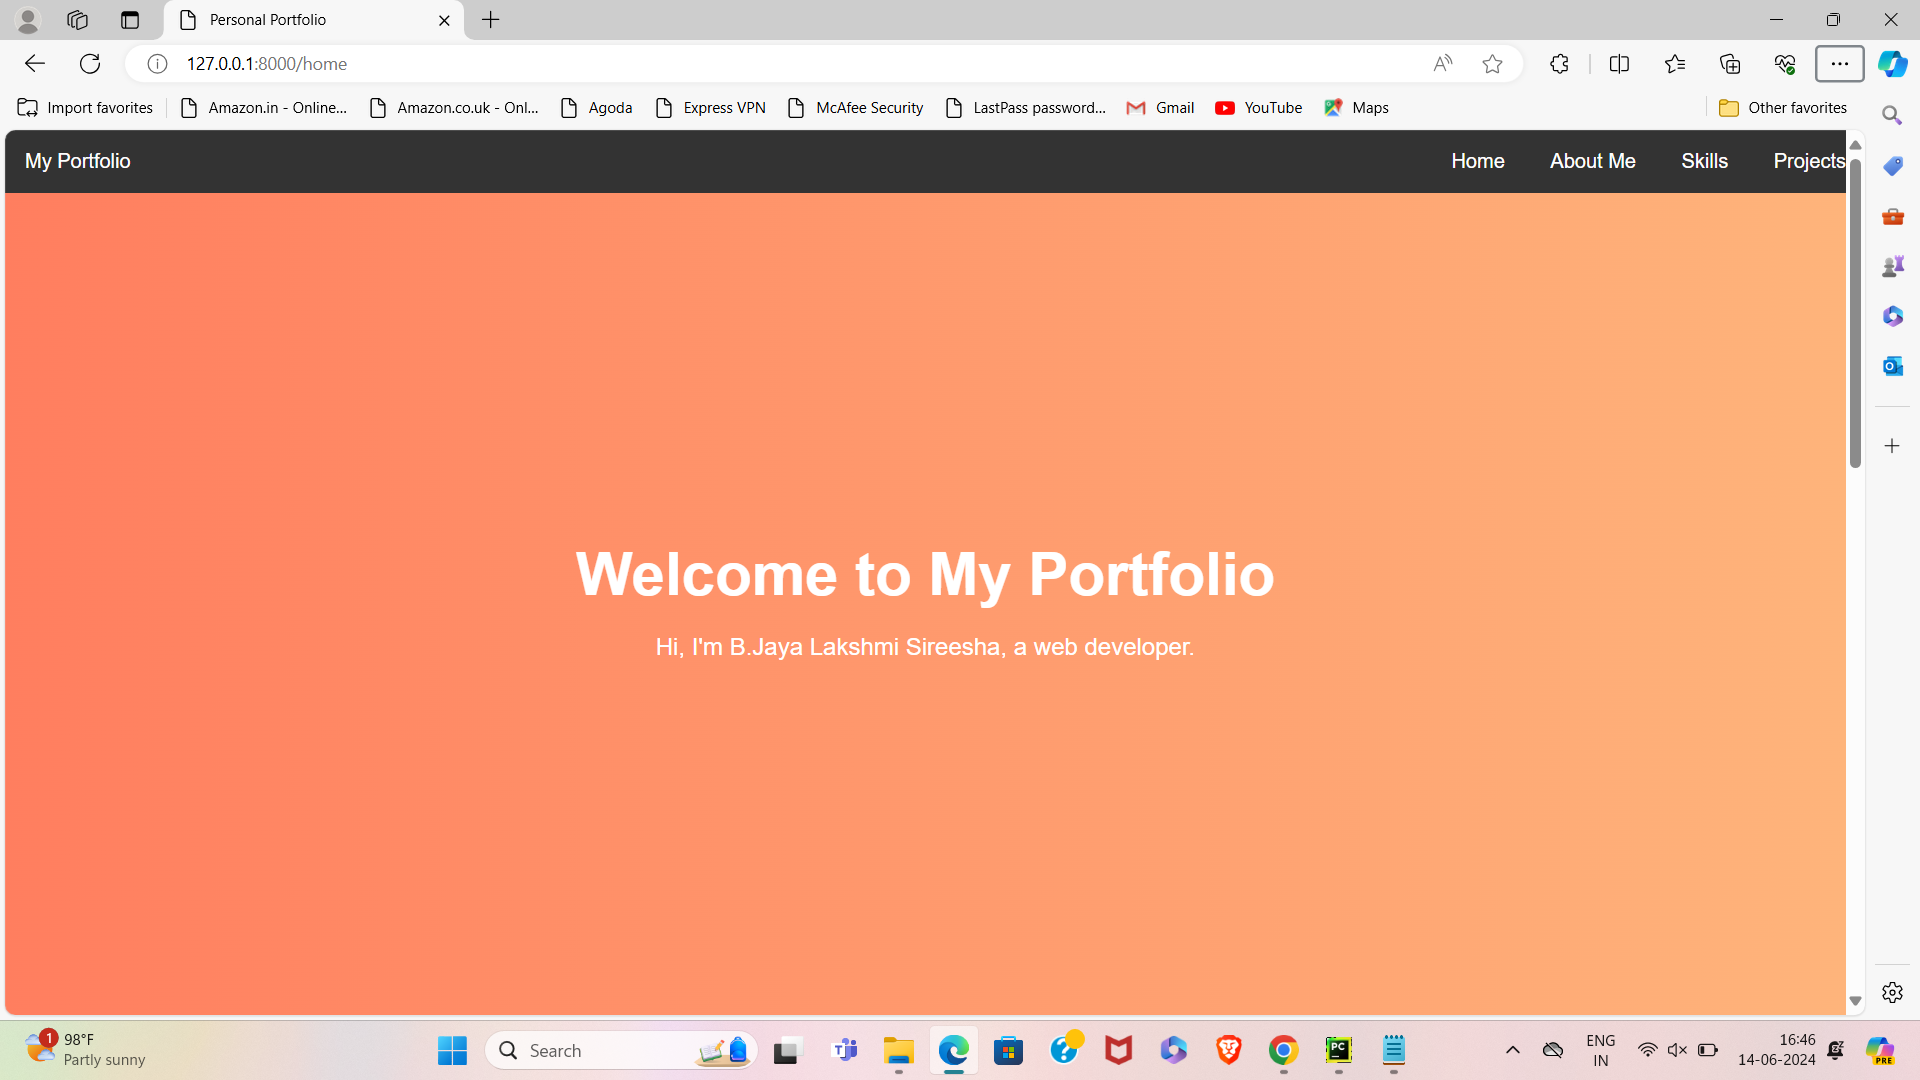 Personal Portfolio
127.0.0.1:8000/home
Import favorites
Amazon.in - Online...
Amazon.co.uk - Onl...
Agoda
Express VPN
McAfee Security
LastPass password...
Gmail
YouTube
Maps
Other favorites
My Portfolio
Home
About Me
Skills
Projects
Welcome to My Portfolio
Hi, I'm B.Jaya Lakshmi Sireesha, a web developer.
1
98°F
Partly sunny
Search
PC
PRE
ENG
IN
16:46
14-06-2024